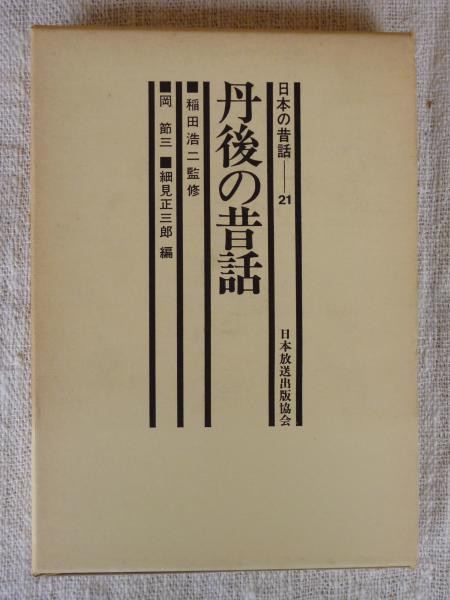 日本の昔話——21
丹後の昔話
■稲田浩二監修
■岡 節三 ■細見正三郎 編
日本放送出版協会